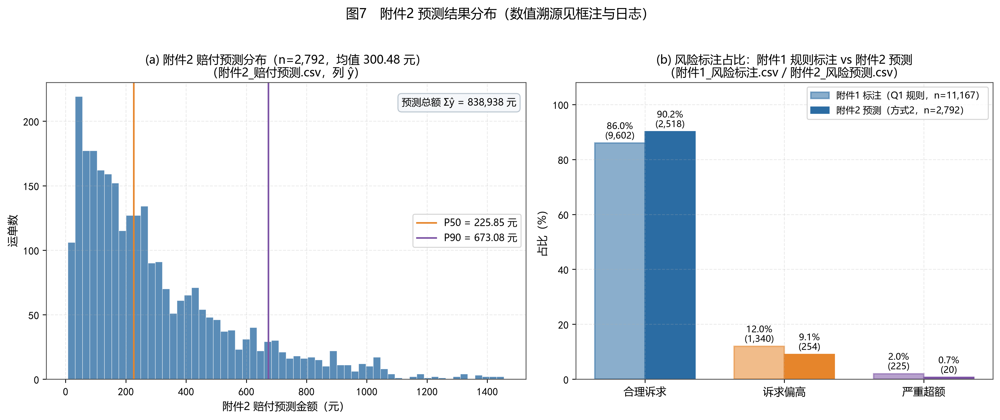 图7　附件2 预测结果分布（数值溯源见框注与日志）
(a) 附件2 赔付预测分布（n=2,792，均值 300.48 元）
（附件2_赔付预测.csv，列 ŷ）
预测总额 Σŷ = 838,938 元
P50 = 225.85 元
P90 = 673.08 元
运单数
200
150
100
50
0
0 200 400 600 800 1000 1200 1400
附件2 赔付预测金额（元）
(b) 风险标注占比：附件1 规则标注 vs 附件2 预测
（附件1_风险标注.csv / 附件2_风险预测.csv）
附件1 标注（Q1 规则，n=11,167）
附件2 预测（方式2，n=2,792）
占比（%）
100
80
60
40
20
0
86.0%
(9,602)
90.2%
(2,518)
12.0%
(1,340)
9.1%
(254)
2.0%
(225)
0.7%
(20)
合理诉求 诉求偏高 严重超额